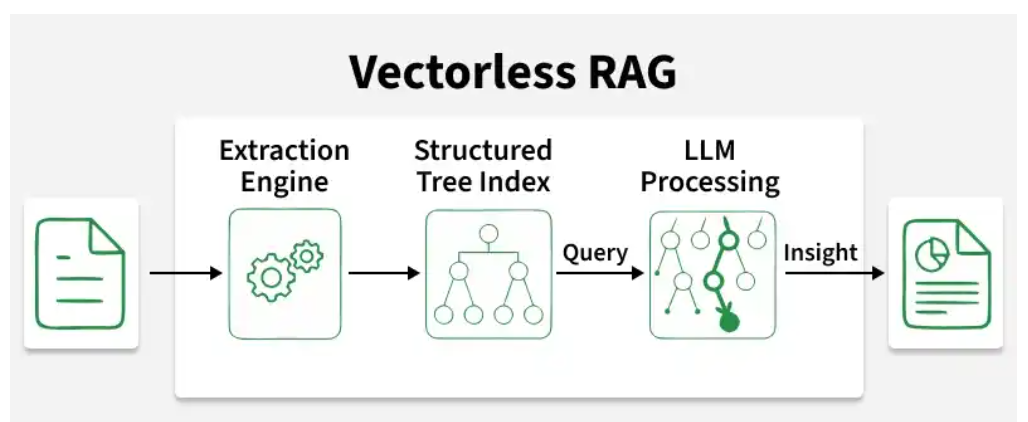 Vectorless RAG
Extraction
Engine
Structured
Tree Index
LLM
Processing
Query
Insight